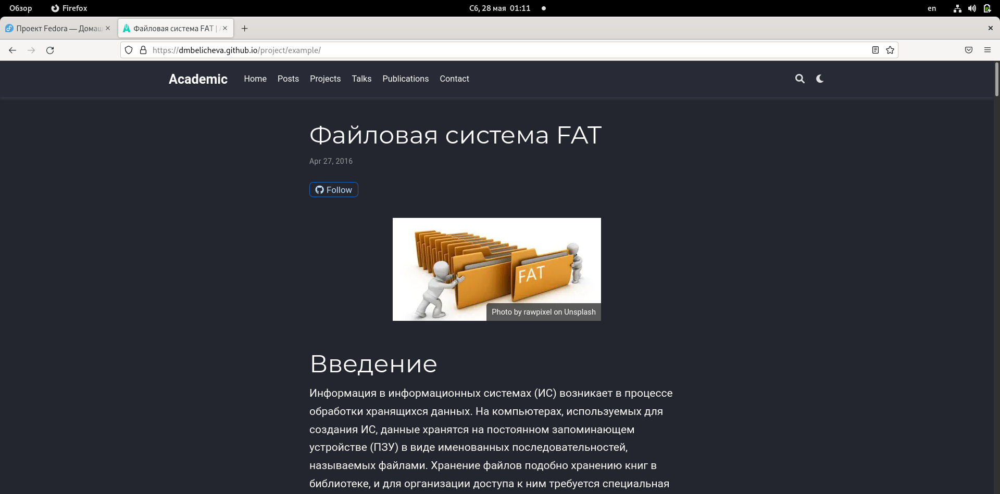 Обзор Firefox Сб, 28 мая 01:11 en
Проект Fedora — Домаш Файловая система FAT |
https://dmbelicheva.github.io/project/example/
Academic Home Posts Projects Talks Publications Contact
Файловая система FAT
Apr 27, 2016
Follow
FAT
Photo by rawpixel on Unsplash
Введение
Информация в информационных системах (ИС) возникает в процессе
обработки хранящихся данных. На компьютерах, используемых для
создания ИС, данные хранятся на постоянном запоминающем
устройстве (ПЗУ) в виде именованных последовательностей,
называемых файлами. Хранение файлов подобно хранению книг в
библиотеке, и для организации доступа к ним требуется специальная